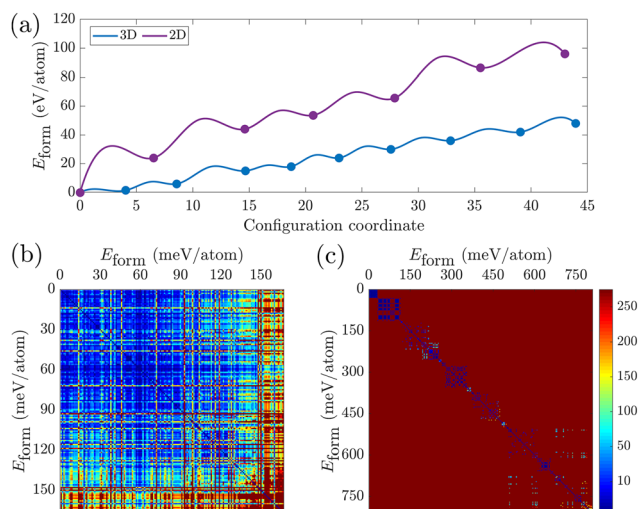 (a)
120
100
80
60
40
20
0
E_form (eV/atom)
3D 2D
0 5 10 15 20 25 30 35 40 45
Configuration coordinate
(b)
E_form (meV/atom)
0 30 60 90 120 150
0
30
60
90
120
150
E_form (meV/atom)
(c)
E_form (meV/atom)
0 150 300 450 600 750
0
150
300
450
600
750
E_form (meV/atom)
250
200
150
100
50
10